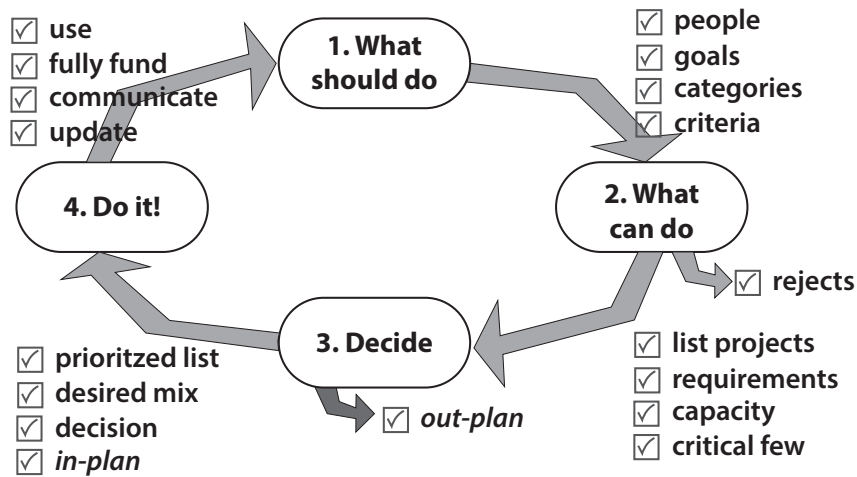 1. What
should do
people
goals
categories
criteria
2. What
can do
rejects
list projects
requirements
capacity
critical few
3. Decide
out-plan
prioritzed list
desired mix
decision
in-plan
4. Do it!
use
fully fund
communicate
update